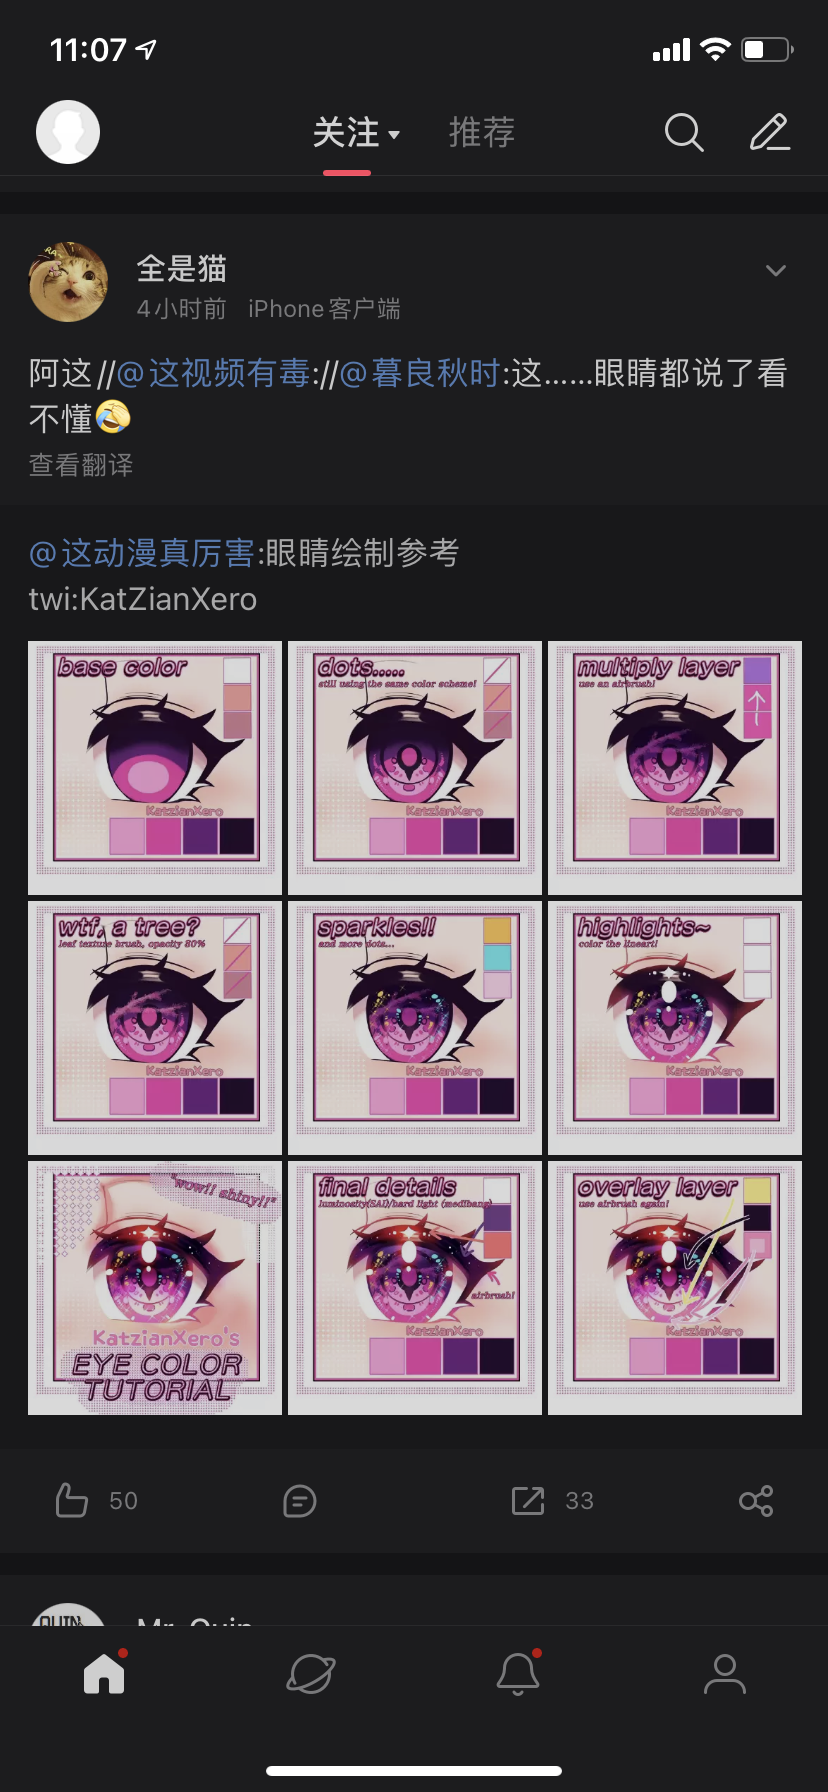 11:07
关注
推荐
全是猫
4小时前 iPhone客户端
阿这//@这视频有毒://@暮良秋时:这……眼睛都说了看
不懂🤣
查看翻译
@这动漫真厉害:眼睛绘制参考
twi:KatZianXero
base color
KatzianXero
dots.....
still using the same color scheme!
KatzianXero
multiply layer
use an airbrush!
KatzianXero
wtf, a tree?
leaf texture brush, opacity 80%
KatzianXero
sparkles!!
and more dots...
KatzianXero
highlights~
color the lineart!
KatzianXero
"wow!! shiny!!"
KatzianXero's
EYE COLOR
TUTORIAL
final details
luminosity(SAI)/hard light (medibang)
airbrush!
KatzianXero
overlay layer
use airbrush again!
KatzianXero
50
33
QUIN
Mr_Quin